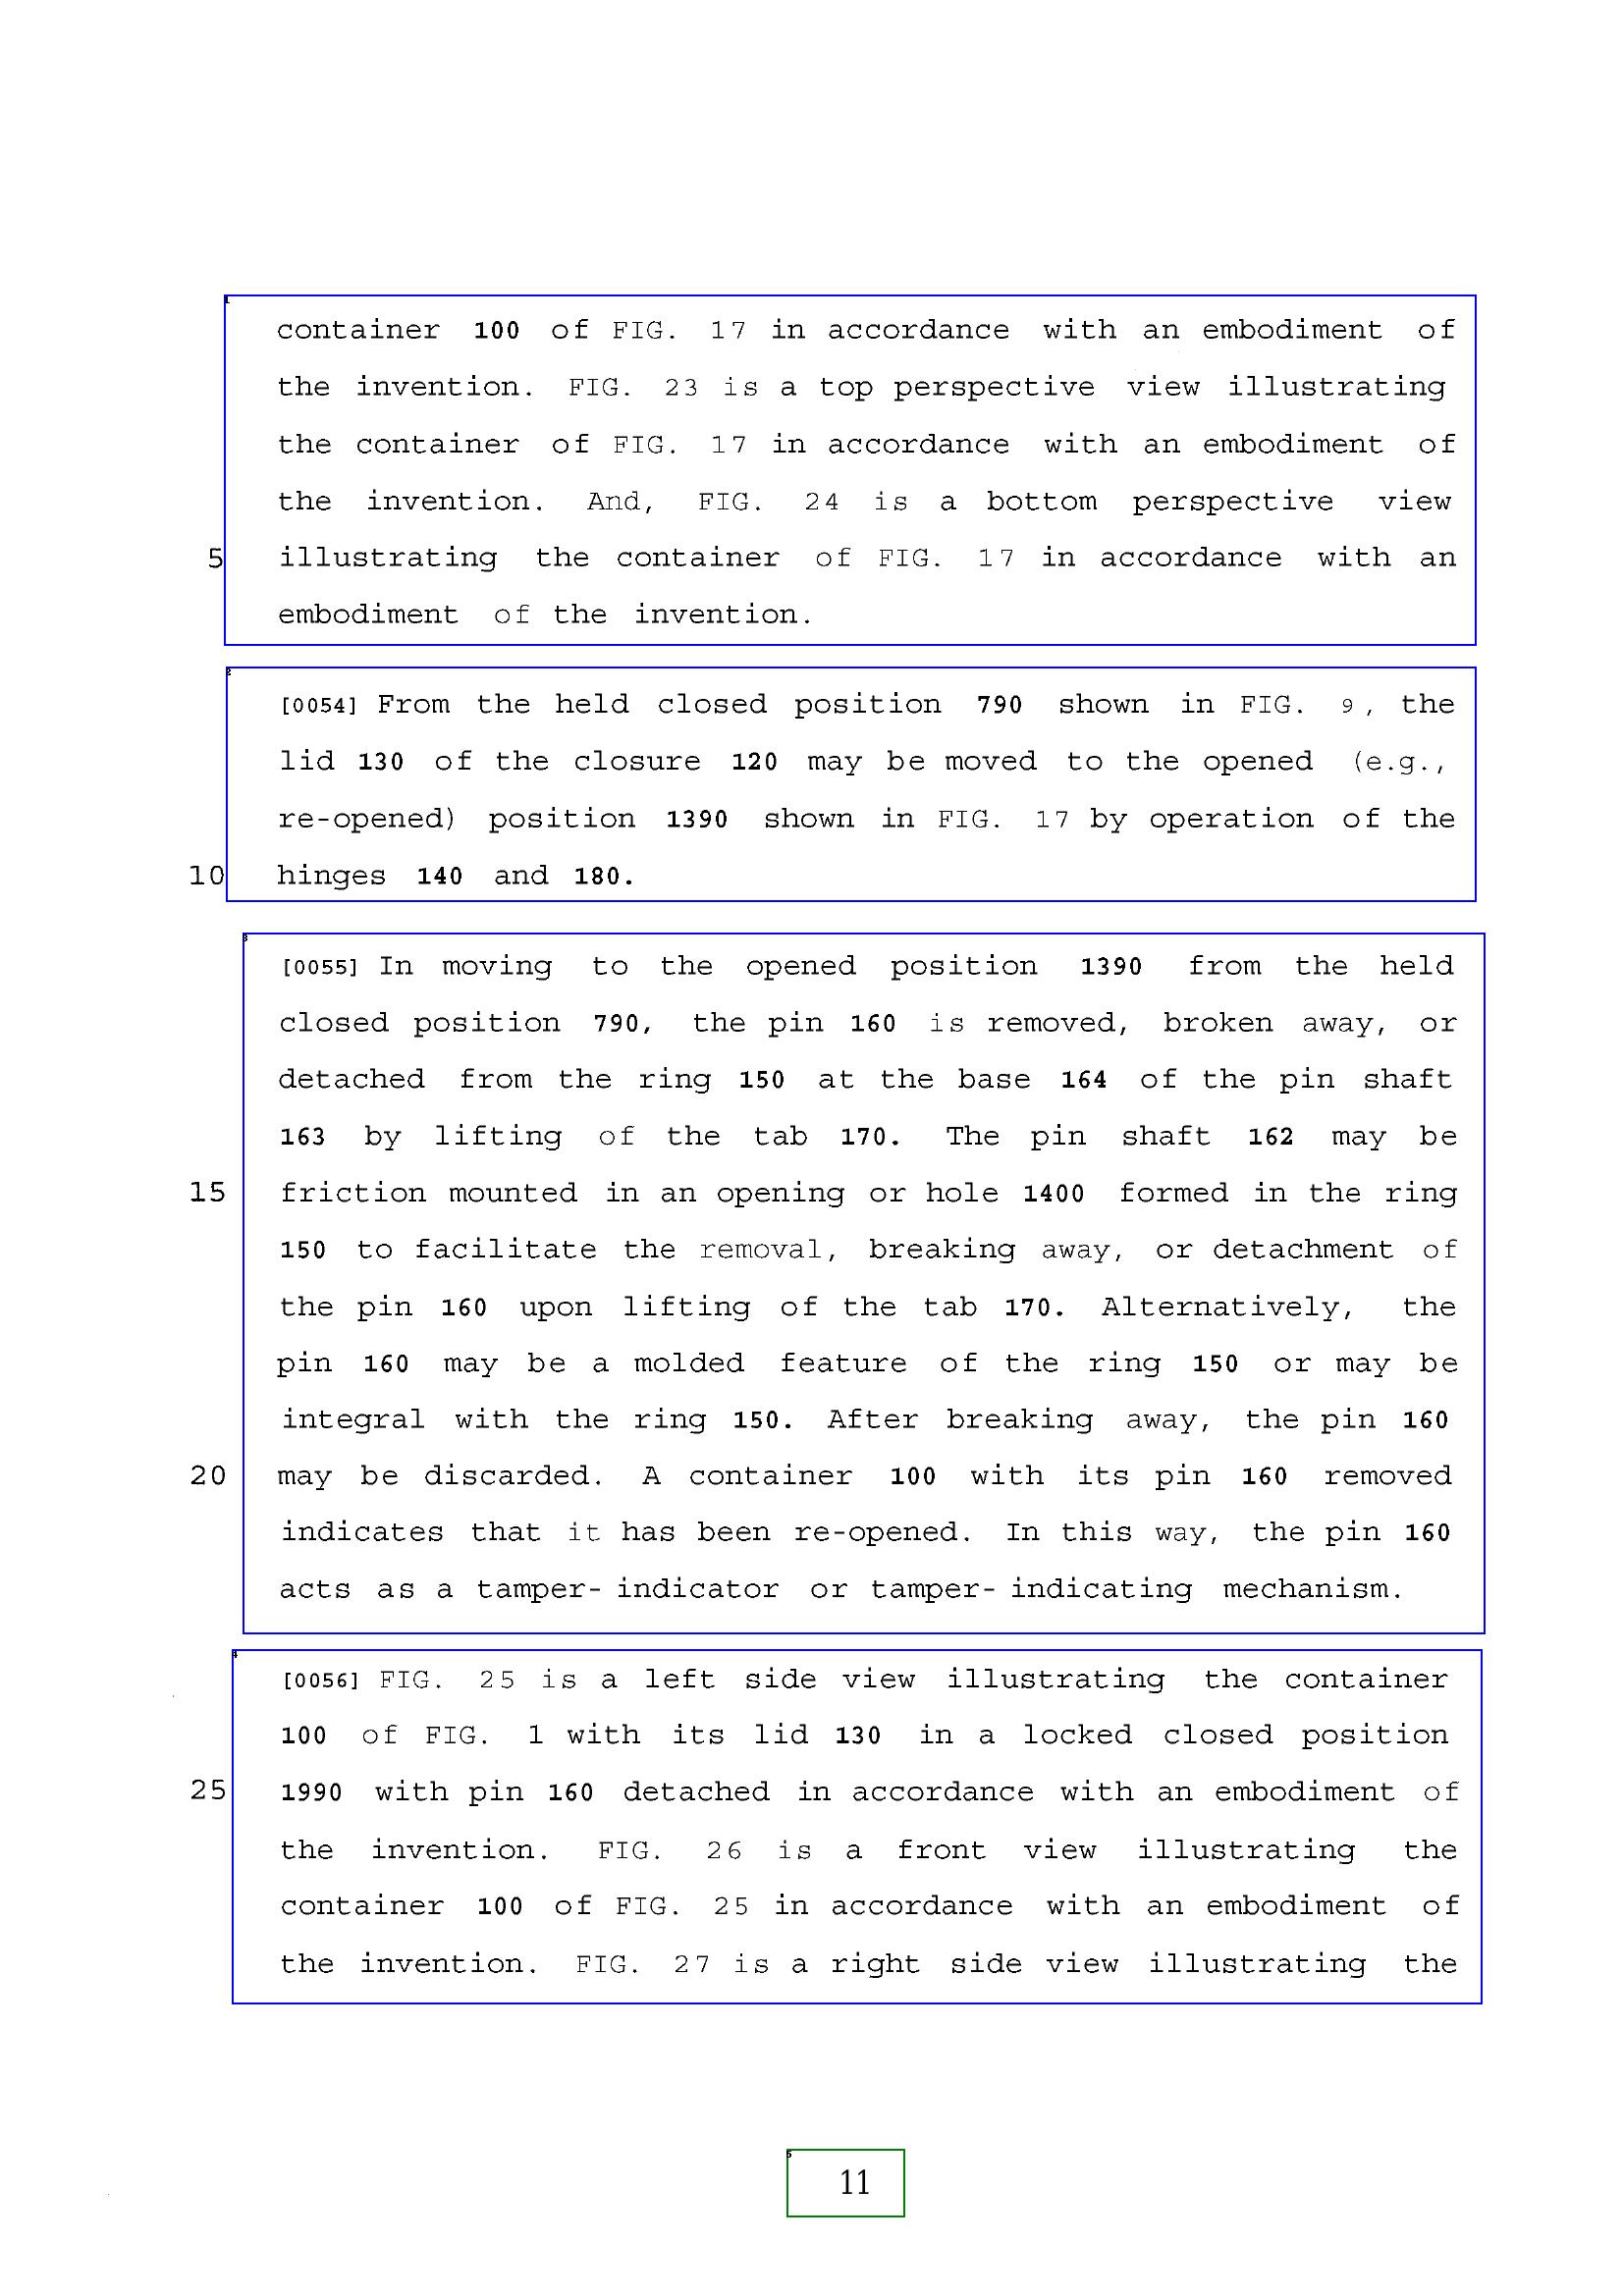 container 100 of FIG. 17 in accordance with an embodiment of
the invention. FIG. 23 is a top perspective view illustrating
the container of FIG. 17 in accordance with an embodiment of
the invention. And, FIG. 24 is a bottom perspective view
5 illustrating the container of FIG. 17 in accordance with an
embodiment of the invention.
[0054] From the held closed position 790 shown in FIG. 9, the
lid 130 of the closure 120 may be moved to the opened (e.g.,
re-opened) position 1390 shown in FIG. 17 by operation of the
10 hinges 140 and 180.
[0055] In moving to the opened position 1390 from the held
closed position 790, the pin 160 is removed, broken away, or
detached from the ring 150 at the base 164 of the pin shaft
163 by lifting of the tab 170. The pin shaft 162 may be
15 friction mounted in an opening or hole 1400 formed in the ring
150 to facilitate the removal, breaking away, or detachment of
the pin 160 upon lifting of the tab 170. Alternatively, the
pin 160 may be a molded feature of the ring 150 or may be
integral with the ring 150. After breaking away, the pin 160
20 may be discarded. A container 100 with its pin 160 removed
indicates that it has been re-opened. In this way, the pin 160
acts as a tamper- indicator or tamper- indicating mechanism.
[0056] FIG. 25 is a left side view illustrating the container
100 of FIG. 1 with its lid 130 in a locked closed position
25 1990 with pin 160 detached in accordance with an embodiment of
the invention. FIG. 26 is a front view illustrating the
container 100 of FIG. 25 in accordance with an embodiment of
the invention. FIG. 27 is a right side view illustrating the
11